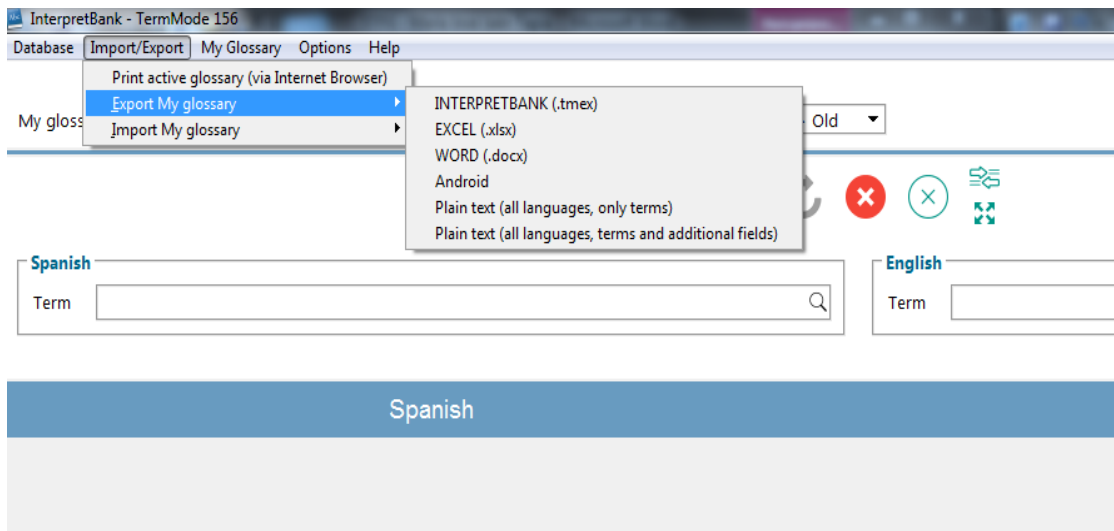 InterpretBank - TermMode 156
Database Import/Export My Glossary Options Help
Print active glossary (via Internet Browser)
Export My glossary
Import My glossary
INTERPRETBANK (.tmex)
EXCEL (.xlsx)
WORD (.docx)
Android
Plain text (all languages, only terms)
Plain text (all languages, terms and additional fields)
My gloss
Old
Spanish
Term
English
Term
Spanish